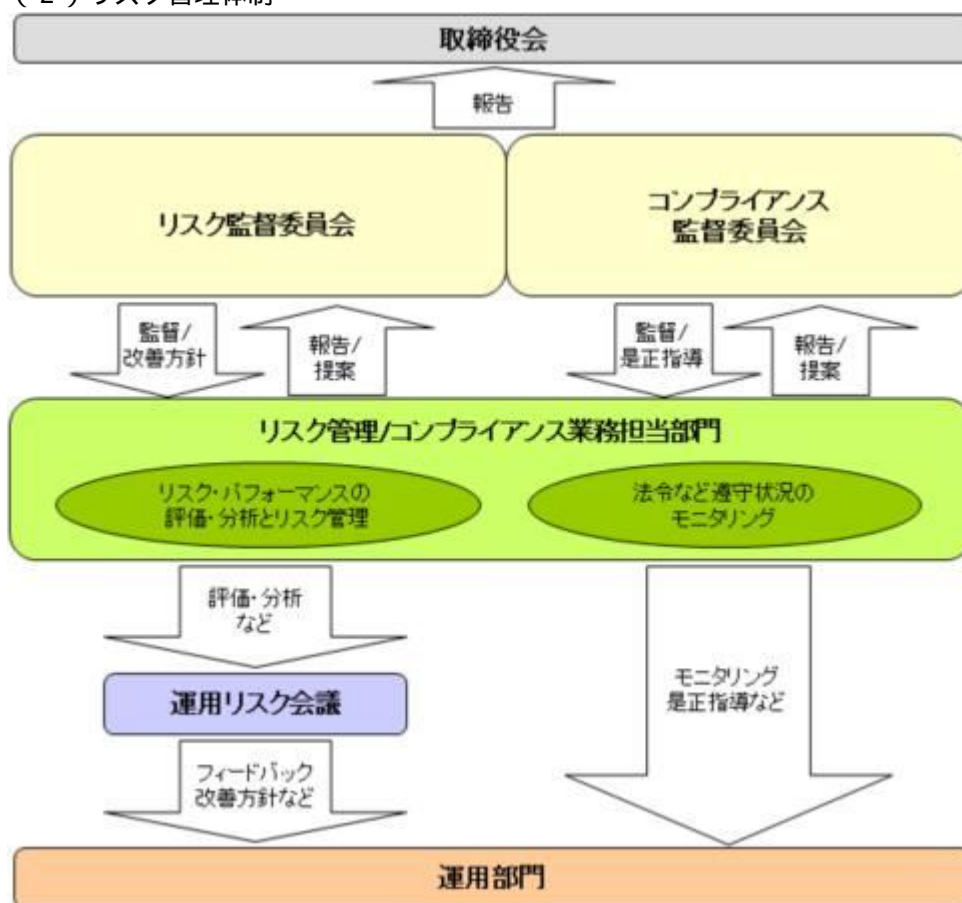 (２)リスク管理体制
取締役会
報告
リスク監督委員会
コンプライアンス
監督委員会
監督/
改善方針
報告/
提案
監督/
是正指導
報告/
提案
リスク管理/コンプライアンス業務担当部門
リスク・パフォーマンスの
評価・分析とリスク管理
法令など遵守状況の
モニタリング
評価・分析
など
運用リスク会議
モニタリング
是正指導など
フィードバック
改善方針など
運用部門